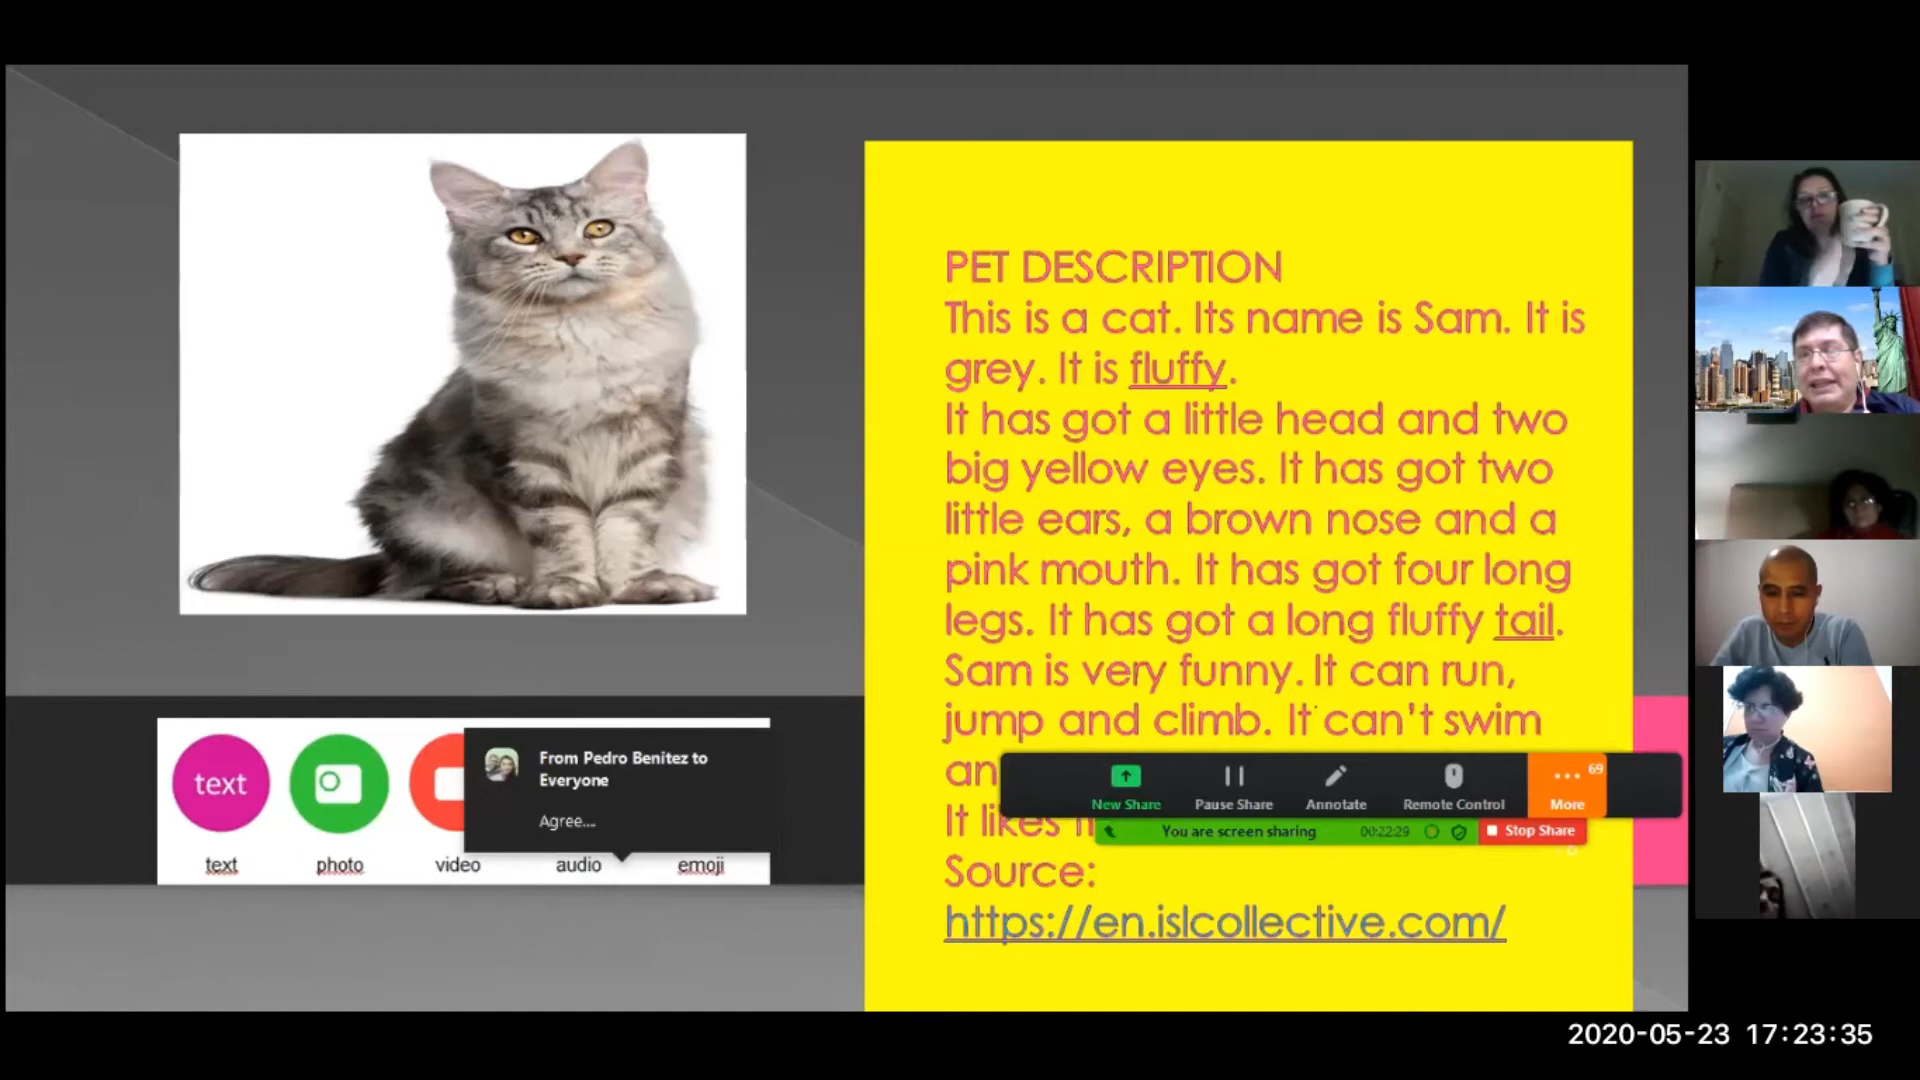 PET DESCRIPTION
This is a cat. Its name is Sam. It is
grey. It is fluffy.
It has got a little head and two
big yellow eyes. It has got two
little ears, a brown nose and a
pink mouth. It has got four long
legs. It has got a long fluffy tail.
Sam is very funny. It can run,
jump and climb. It can't swim
an
It likes
Source:
https://en.islcollective.com/
text
text
photo
video
audio
emoji
From Pedro Benitez to
Everyone
Agree....
New Share
Pause Share
Annotate
Remote Control
69
More
You are screen sharing
00:22:29
Stop Share
2020-05-23 17:23:35